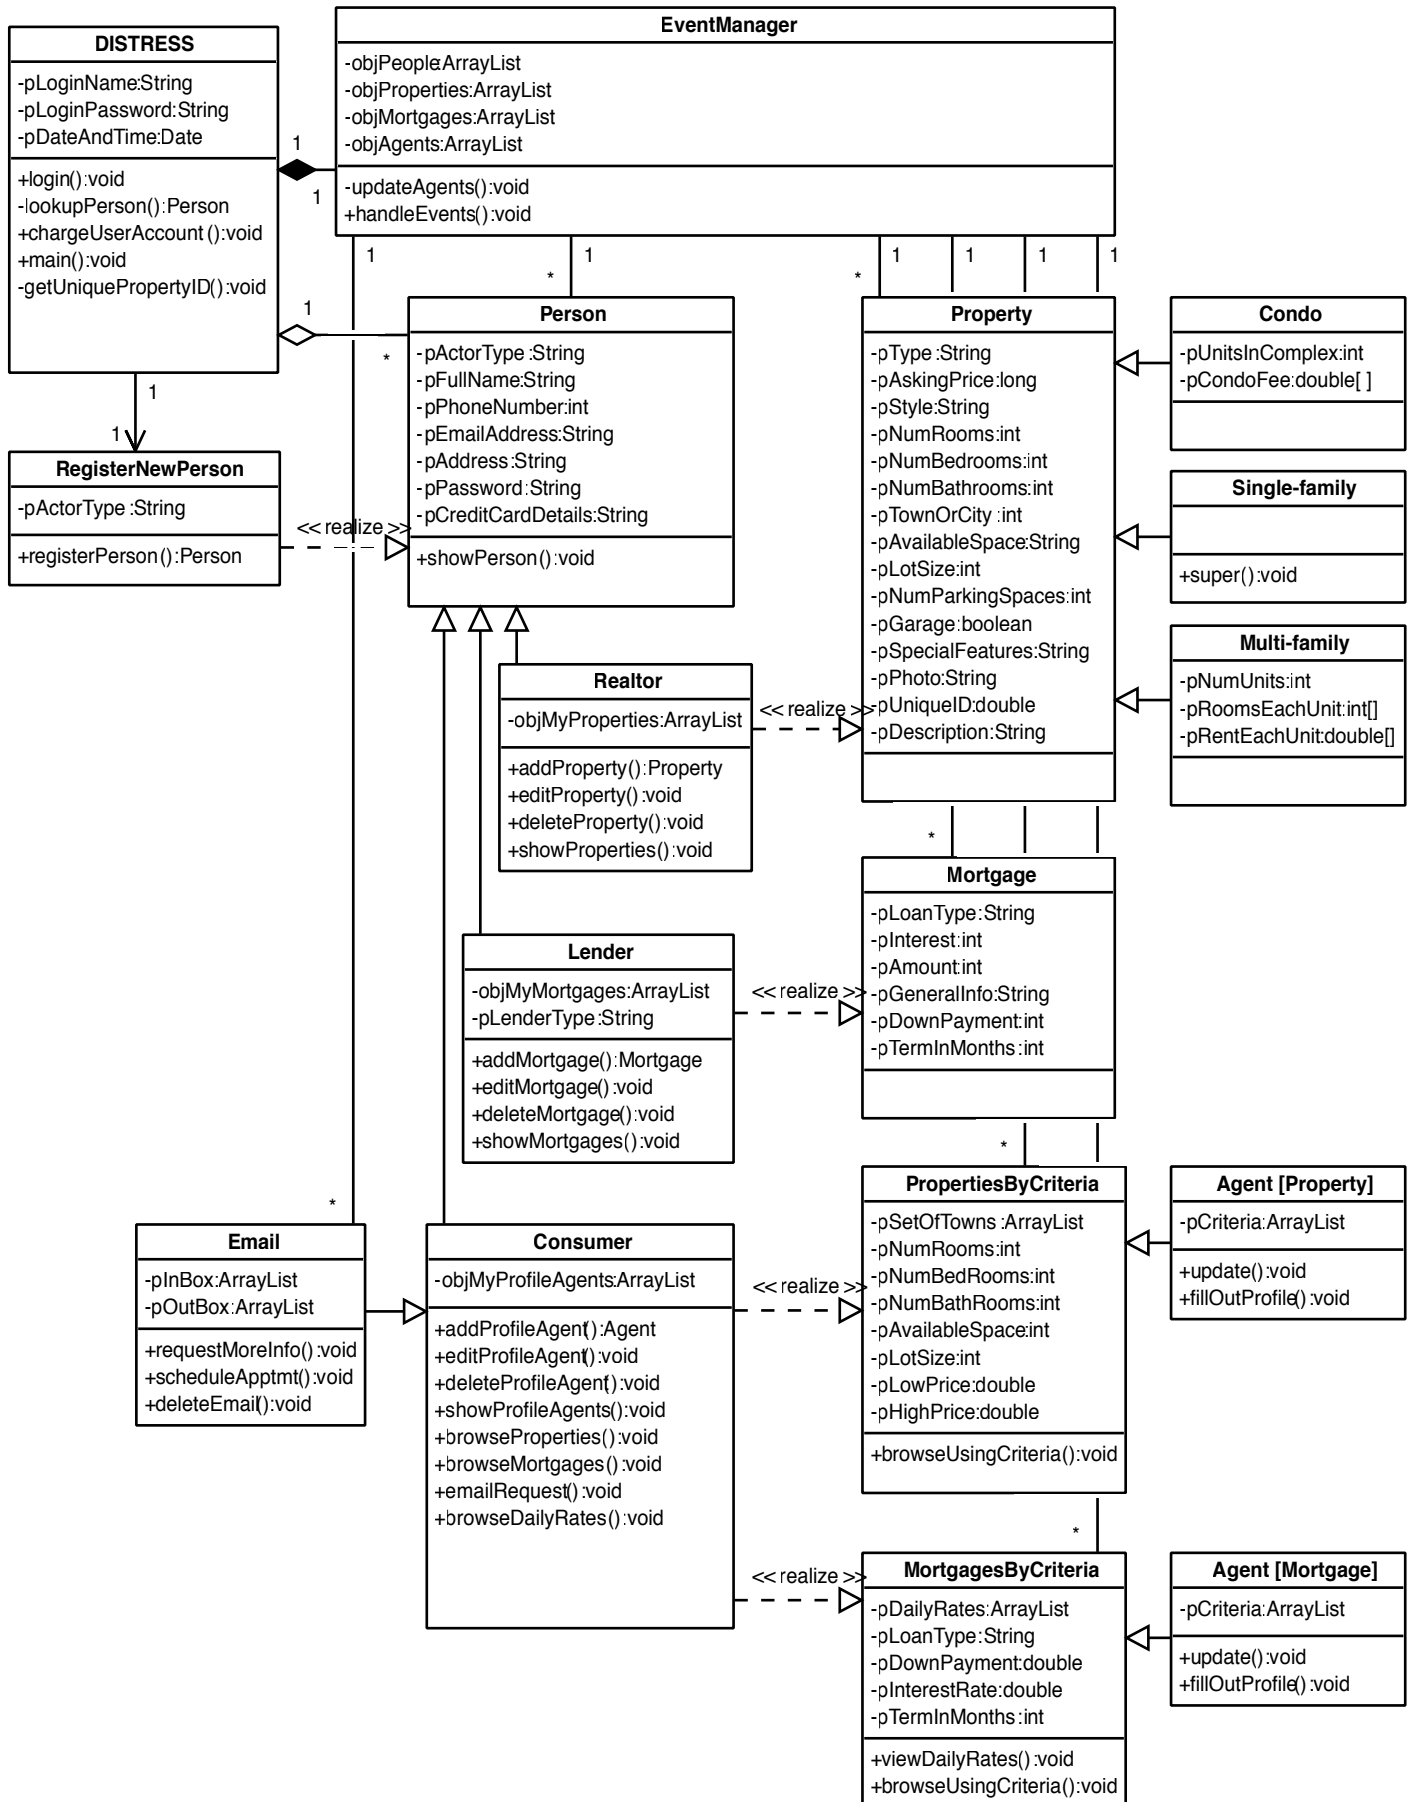 DISTRESS
-pLoginName:String
-pLoginPassword:String
-pDateAndTime:Date
+login():void
-lookupPerson():Person
+chargeUserAccount():void
+main():void
-getUniquePropertyID():void
EventManager
-objPeople:ArrayList
-objProperties:ArrayList
-objMortgages:ArrayList
-objAgents:ArrayList
-updateAgents():void
+handleEvents():void
1
1
1
1
1
1
1
1
*
*
1
*
1
1
Person
-pActorType:String
-pFullName:String
-pPhoneNumber:int
-pEmailAddress:String
-pAddress:String
-pPassword:String
-pCreditCardDetails:String
+showPerson():void
Property
-pType:String
-pAskingPrice:long
-pStyle:String
-pNumRooms:int
-pNumBedrooms:int
-pNumBathrooms:int
-pTownOrCity:int
-pAvailableSpace:String
-pLotSize:int
-pNumParkingSpaces:int
-pGarage:boolean
-pSpecialFeatures:String
-pPhoto:String
-pUniqueID:double
-pDescription:String
Condo
-pUnitsInComplex:int
-pCondoFee:double[ ]
RegisterNewPerson
-pActorType:String
+registerPerson():Person
<< realize >>
Single-family
+super():void
Multi-family
-pNumUnits:int
-pRoomsEachUnit:int[]
-pRentEachUnit:double[]
Realtor
-objMyProperties:ArrayList
+addProperty():Property
+editProperty():void
+deleteProperty():void
+showProperties():void
<< realize >>
*
Mortgage
-pLoanType:String
-pInterest:int
-pAmount:int
-pGeneralInfo:String
-pDownPayment:int
-pTermInMonths:int
Lender
-objMyMortgages:ArrayList
-pLenderType:String
+addMortgage():Mortgage
+editMortgage():void
+deleteMortgage():void
+showMortgages():void
<< realize >>
*
PropertiesByCriteria
-pSetOfTowns:ArrayList
-pNumRooms:int
-pNumBedRooms:int
-pNumBathRooms:int
-pAvailableSpace:int
-pLotSize:int
-pLowPrice:double
-pHighPrice:double
+browseUsingCriteria():void
Agent [Property]
-pCriteria:ArrayList
+update():void
+fillOutProfile():void
*
Email
-pInBox:ArrayList
-pOutBox:ArrayList
+requestMoreInfo():void
+scheduleApptmt():void
+deleteEmail():void
Consumer
-objMyProfileAgents:ArrayList
+addProfileAgent():Agent
+editProfileAgent():void
+deleteProfileAgent():void
+showProfileAgents():void
+browseProperties():void
+browseMortgages():void
+emailRequest():void
+browseDailyRates():void
<< realize >>
*
<< realize >>
MortgagesByCriteria
-pDailyRates:ArrayList
-pLoanType:String
-pDownPayment:double
-pInterestRate:double
-pTermInMonths:int
+viewDailyRates():void
+browseUsingCriteria():void
Agent [Mortgage]
-pCriteria:ArrayList
+update():void
+fillOutProfile():void